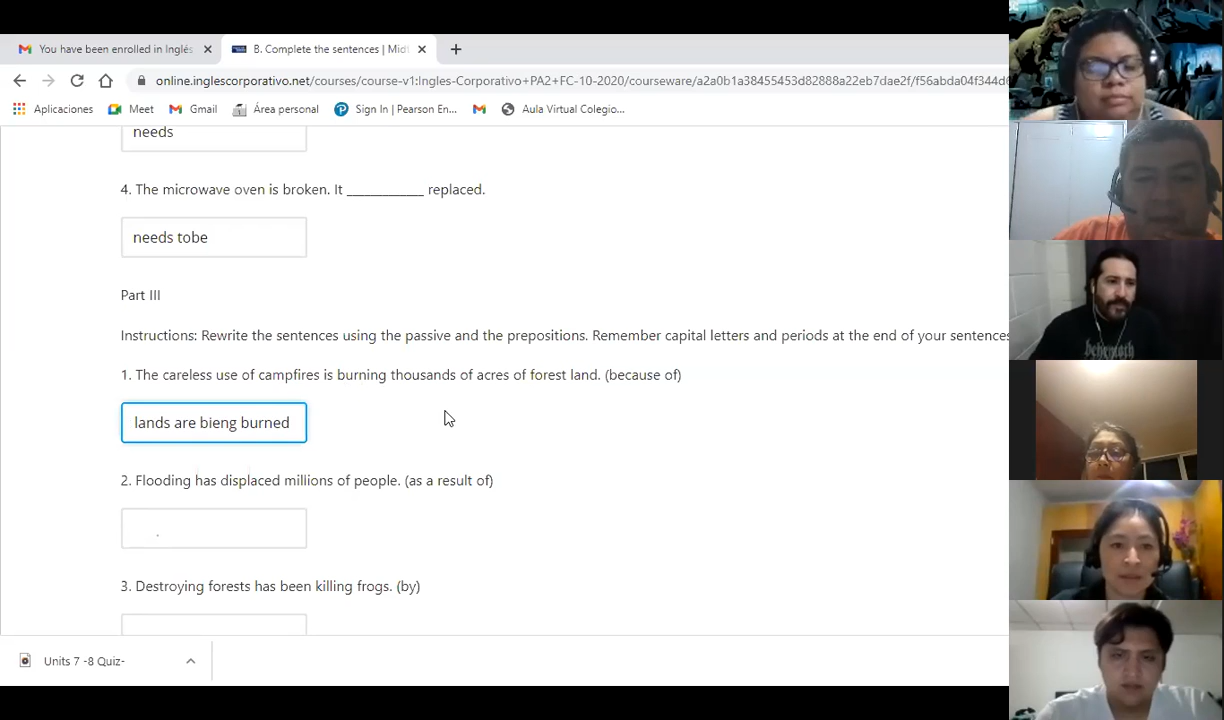 You have been enrolled in Inglés
B. Complete the sentences | Midt
online.inglescorporativo.net/courses/course-v1:Ingles-Corporativo+PA2+FC-10-2020/courseware/a2a0b1a38455453d82888a22eb7dae2f/f56abda04f344d0
Aplicaciones Meet Gmail Área personal Sign In | Pearson En... Aula Virtual Colegio...
needs
4. The microwave oven is broken. It ____________ replaced.
needs tobe
Part III
Instructions: Rewrite the sentences using the passive and the prepositions. Remember capital letters and periods at the end of your sentences
1. The careless use of campfires is burning thousands of acres of forest land. (because of)
lands are bieng burned
2. Flooding has displaced millions of people. (as a result of)
.
3. Destroying forests has been killing frogs. (by)
Units 7 -8 Quiz-
behemoth